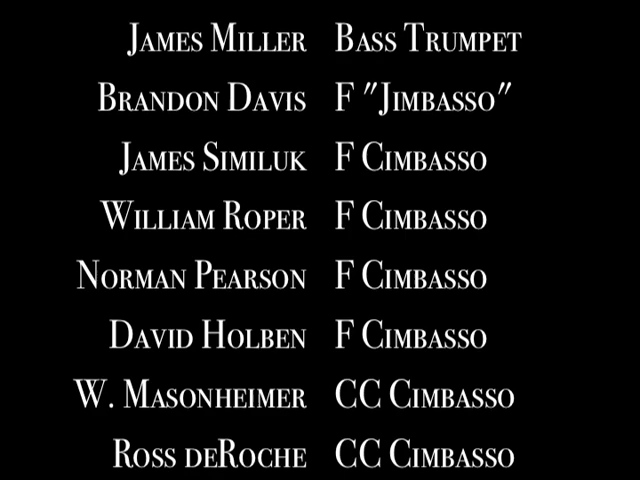 James Miller Bass Trumpet
Brandon Davis F "Jimbasso"
James Similuk F Cimbasso
William Roper F Cimbasso
Norman Pearson F Cimbasso
David Holben F Cimbasso
W. Masonheimer CC Cimbasso
Ross deRoche CC Cimbasso